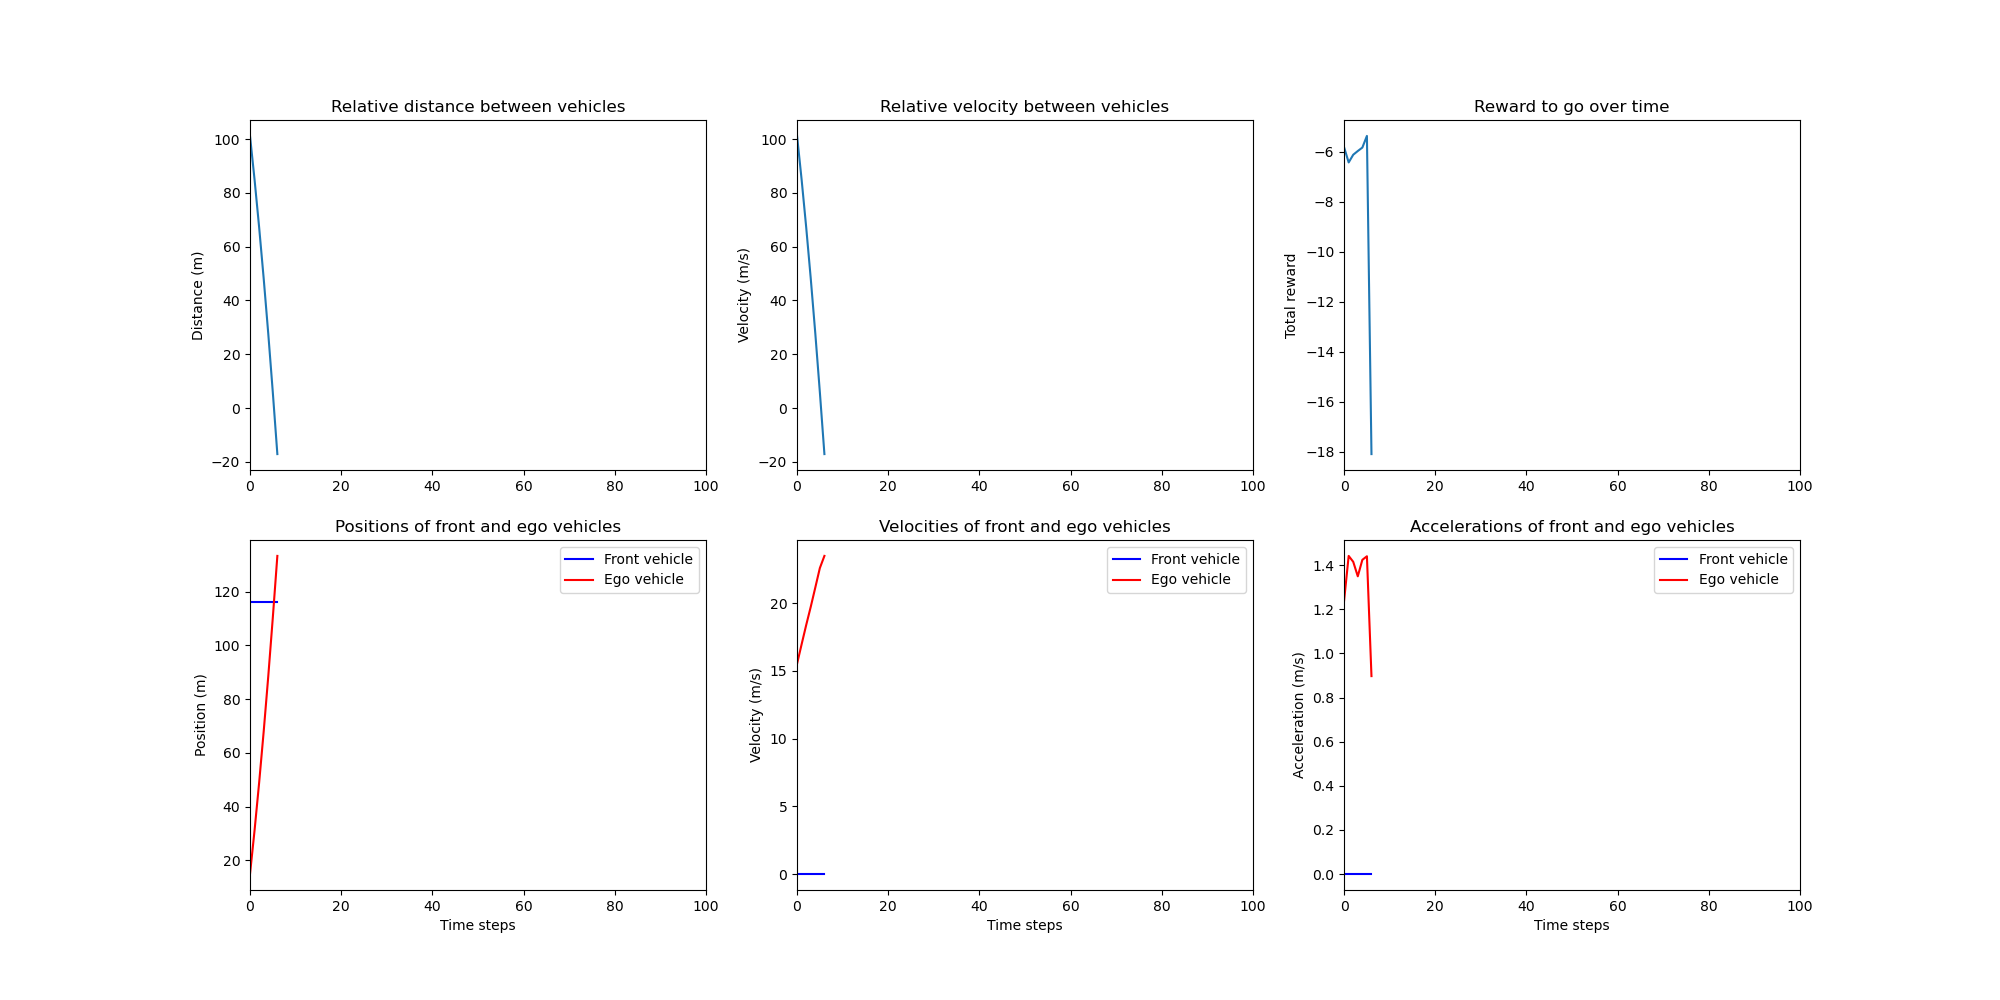 Relative distance between vehicles
Distance (m)
100
80
60
40
20
0
−20
0 20 40 60 80 100
Relative velocity between vehicles
Velocity (m/s)
100
80
60
40
20
0
−20
0 20 40 60 80 100
Reward to go over time
Total reward
−6
−8
−10
−12
−14
−16
−18
0 20 40 60 80 100
Positions of front and ego vehicles
Position (m)
120
100
80
60
40
20
0 20 40 60 80 100
Time steps
Front vehicle
Ego vehicle
Velocities of front and ego vehicles
Velocity (m/s)
20
15
10
5
0
0 20 40 60 80 100
Time steps
Front vehicle
Ego vehicle
Accelerations of front and ego vehicles
Acceleration (m/s)
1.4
1.2
1.0
0.8
0.6
0.4
0.2
0.0
0 20 40 60 80 100
Time steps
Front vehicle
Ego vehicle